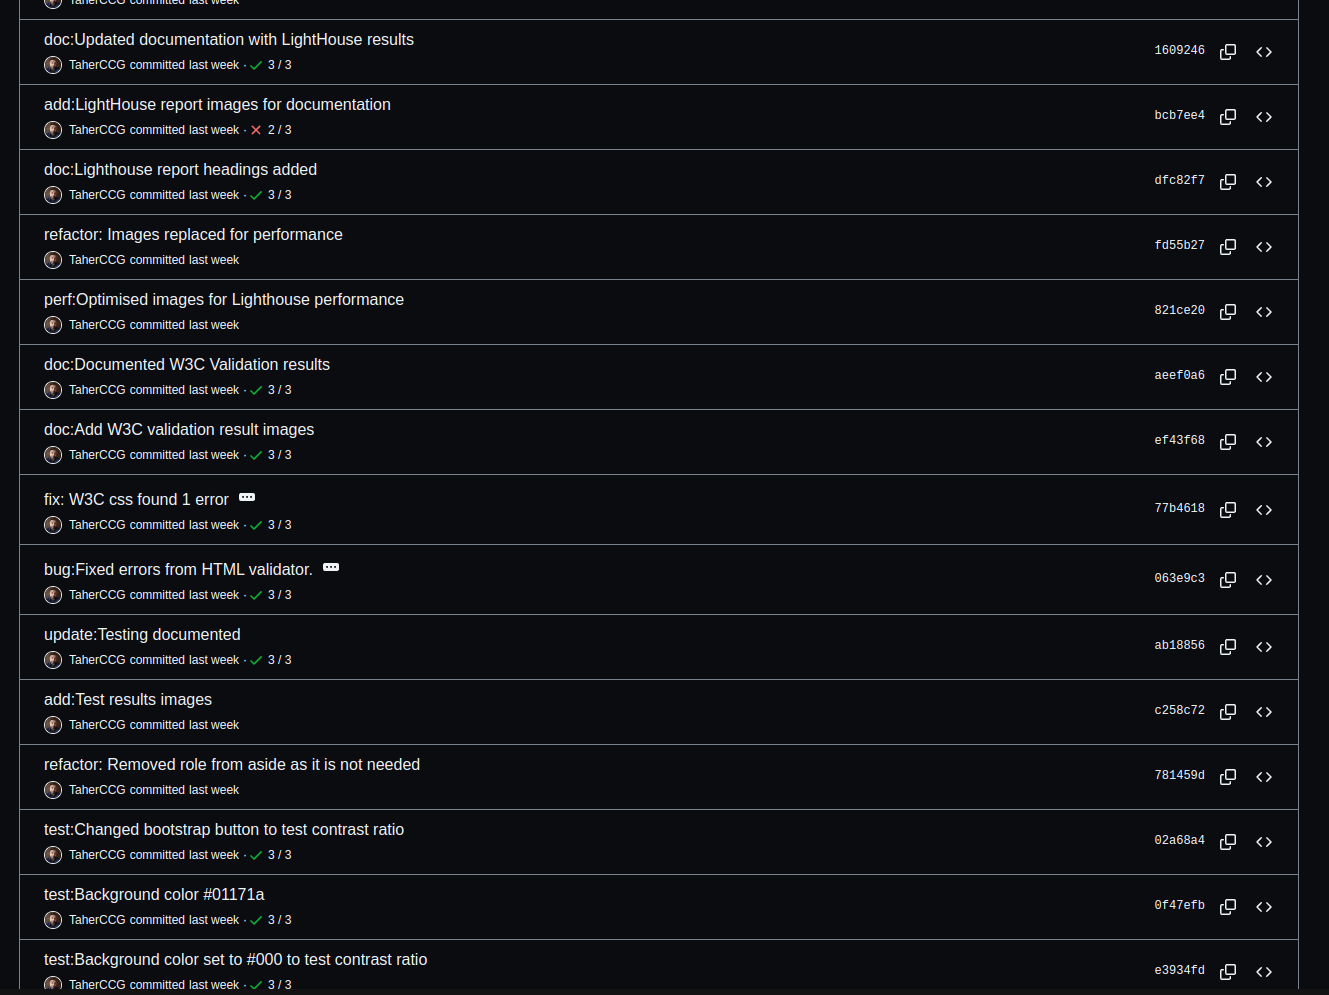 TaherCCG committed last week
doc:Updated documentation with LightHouse results
1609246
TaherCCG committed last week · 3 / 3
add:LightHouse report images for documentation
bcb7ee4
TaherCCG committed last week · 2 / 3
doc:Lighthouse report headings added
dfc82f7
TaherCCG committed last week · 3 / 3
refactor: Images replaced for performance
fd55b27
TaherCCG committed last week
perf:Optimised images for Lighthouse performance
821ce20
TaherCCG committed last week
doc:Documented W3C Validation results
aeef0a6
TaherCCG committed last week · 3 / 3
doc:Add W3C validation result images
ef43f68
TaherCCG committed last week · 3 / 3
fix: W3C css found 1 error
77b4618
TaherCCG committed last week · 3 / 3
bug:Fixed errors from HTML validator.
063e9c3
TaherCCG committed last week · 3 / 3
update:Testing documented
ab18856
TaherCCG committed last week · 3 / 3
add:Test results images
c258c72
TaherCCG committed last week
refactor: Removed role from aside as it is not needed
781459d
TaherCCG committed last week
test:Changed bootstrap button to test contrast ratio
02a68a4
TaherCCG committed last week · 3 / 3
test:Background color #01171a
0f47efb
TaherCCG committed last week · 3 / 3
test:Background color set to #000 to test contrast ratio
e3934fd
TaherCCG committed last week · 3 / 3